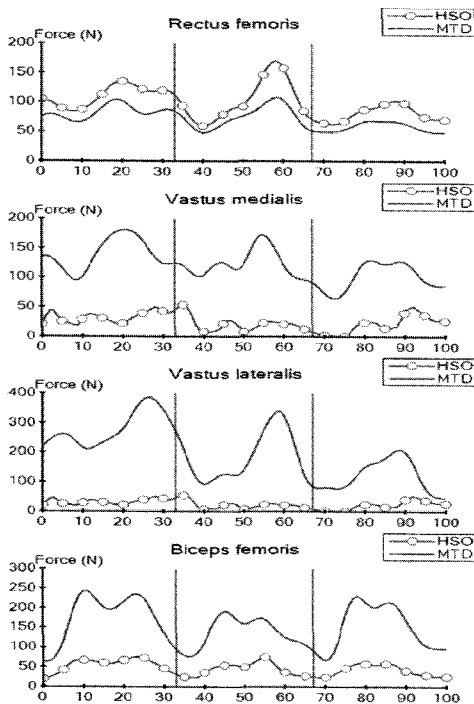 Rectus femoris
HSO
MTD
Force (N)
200
150
100
50
0
0 10 20 30 40 50 60 70 80 90 100
Vastus medialis
HSO
MTD
Force (N)
200
150
100
50
0
0 10 20 30 40 50 60 70 80 90 100
Vastus lateralis
HSO
MTD
Force (N)
400
300
200
100
0
0 10 20 30 40 50 60 70 80 90 100
Biceps femoris
HSO
MTD
Force (N)
300
250
200
150
100
50
0
0 10 20 30 40 50 60 70 80 90 100